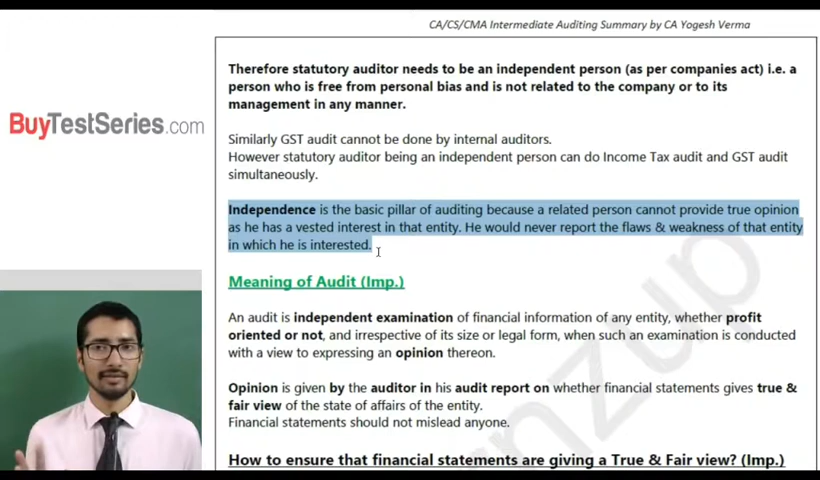 CA/CS/CMA Intermediate Auditing Summary by CA Yogesh Verma
Therefore statutory auditor needs to be an independent person (as per companies act) i.e. a
person who is free from personal bias and is not related to the company or to its
management in any manner.
BuyTestSeries.com
Similarly GST audit cannot be done by internal auditors.
However statutory auditor being an independent person can do Income Tax audit and GST audit
simultaneously.
Independence is the basic pillar of auditing because a related person cannot provide true opinion
as he has a vested interest in that entity. He would never report the flaws & weakness of that entity
in which he is interested.
Meaning of Audit (Imp.)
An audit is independent examination of financial information of any entity, whether profit
oriented or not, and irrespective of its size or legal form, when such an examination is conducted
with a view to expressing an opinion thereon.
Opinion is given by the auditor in his audit report on whether financial statements gives true &
fair view of the state of affairs of the entity.
Financial statements should not mislead anyone.
How to ensure that financial statements are giving a True & Fair view? (Imp.)